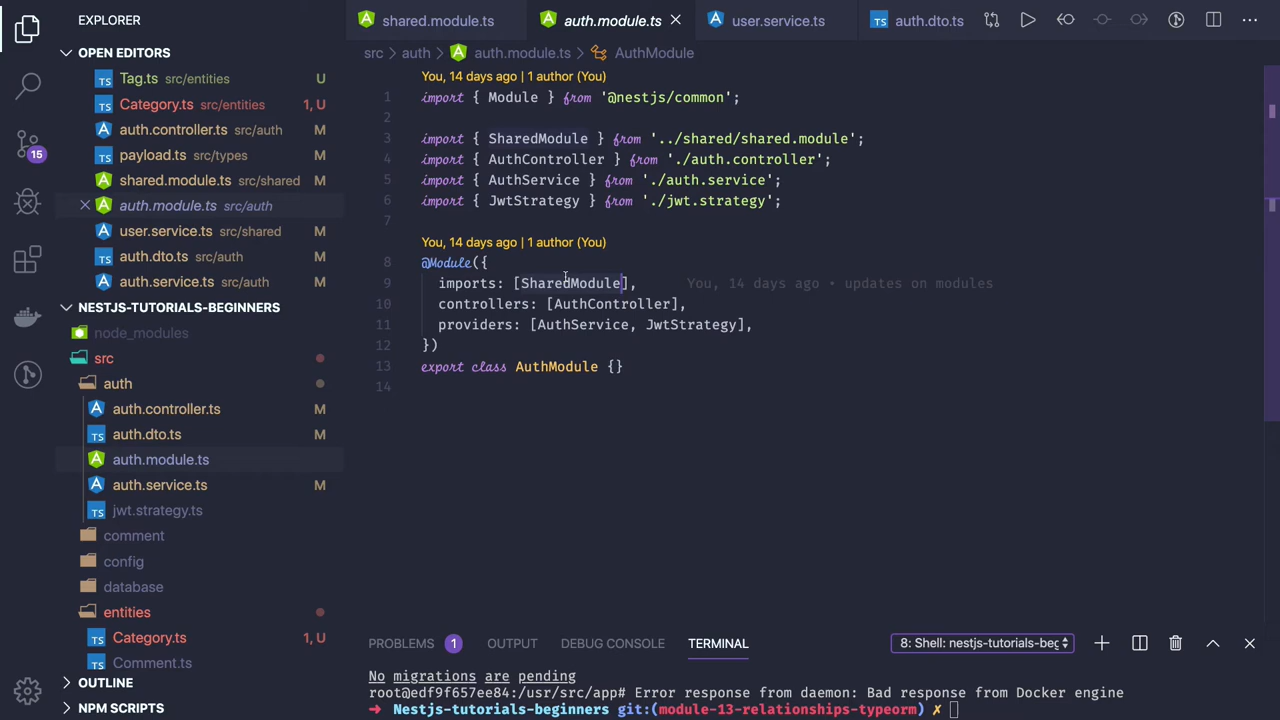 EXPLORER
OPEN EDITORS
TS Tag.ts src/entities U
TS Category.ts src/entities 1, U
auth.controller.ts src/auth M
TS payload.ts src/types M
shared.module.ts src/shared M
auth.module.ts src/auth
user.service.ts src/shared M
TS auth.dto.ts src/auth M
auth.service.ts src/auth M
NESTJS-TUTORIALS-BEGINNERS
node_modules
src
auth
auth.controller.ts M
TS auth.dto.ts M
auth.module.ts
auth.service.ts M
TS jwt.strategy.ts
comment
config
database
entities
TS Category.ts 1, U
TS Comment.ts
OUTLINE
NPM SCRIPTS
15
shared.module.ts auth.module.ts user.service.ts TS auth.dto.ts
src auth auth.module.ts AuthModule
You, 14 days ago | 1 author (You)
1 import { Module } from '@nestjs/common';
2
3 import { SharedModule } from '../shared/shared.module';
4 import { AuthController } from './auth.controller';
5 import { AuthService } from './auth.service';
6 import { JwtStrategy } from './jwt.strategy';
7
You, 14 days ago | 1 author (You)
8 @Module({
9 imports: [SharedModule], You, 14 days ago • updates on modules
10 controllers: [AuthController],
11 providers: [AuthService, JwtStrategy],
12 })
13 export class AuthModule {}
14
PROBLEMS 1 OUTPUT DEBUG CONSOLE TERMINAL 8: Shell: nestjs-tutorials-beg
No migrations are pending
root@edf9f657ee84:/usr/src/app# Error response from daemon: Bad response from Docker engine
➜ Nestjs-tutorials-beginners git:(module-13-relationships-typeorm) ✗